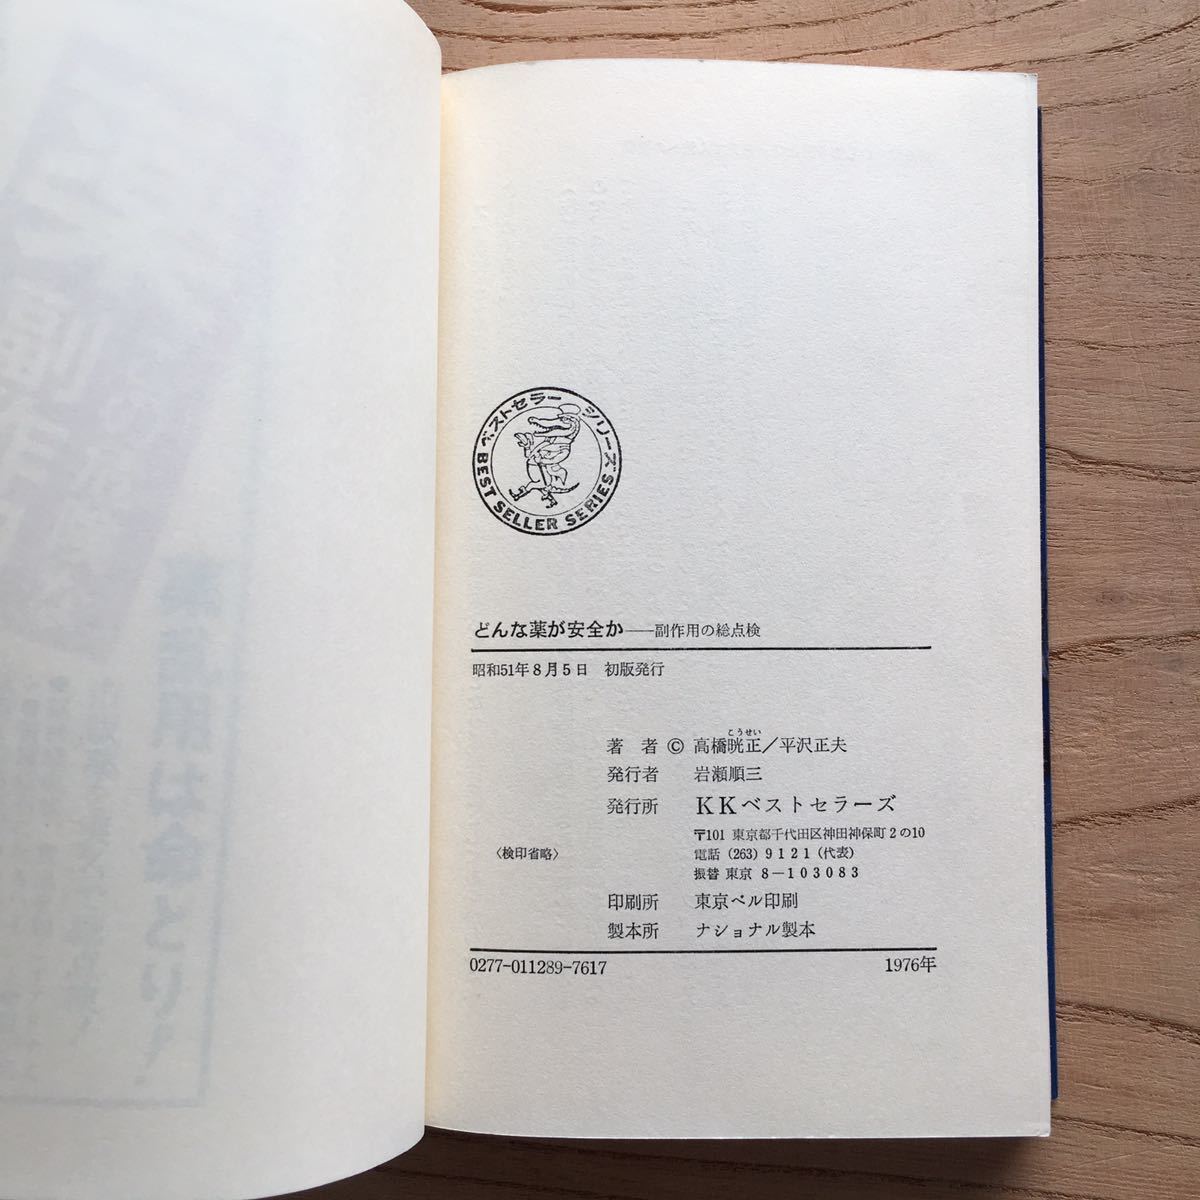 ベストセラーシリーズ
BEST SELLER SERIES
どんな薬が安全か——副作用の総点検
昭和51年8月5日 初版発行
こうせい
著者 © 高橋晄正／平沢正夫
発行者 岩瀬順三
発行所 KKベストセラーズ
〒101 東京都千代田区神田神保町2の10
〈検印省略〉 電話 (263) 9121 (代表)
振替 東京 8−103083
印刷所 東京ベル印刷
製本所 ナショナル製本
0277-011289-7617 1976年